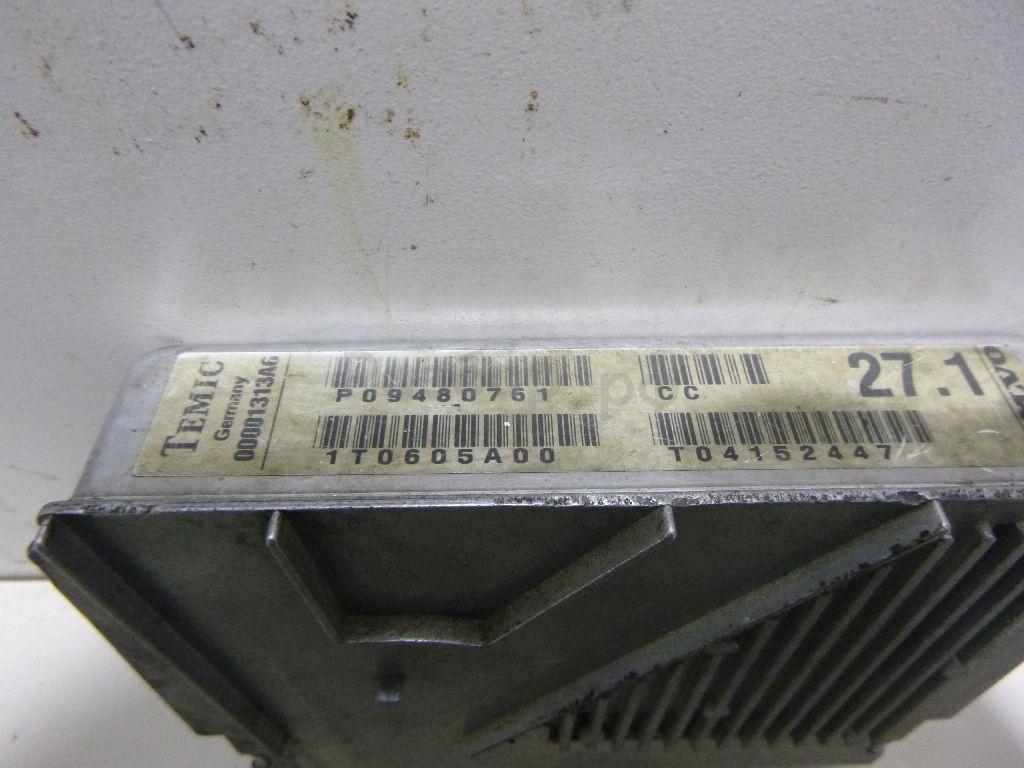 TEMIC
Germany
00001313A6
P09480761
CC
27.1
1T0605A00
T04152447